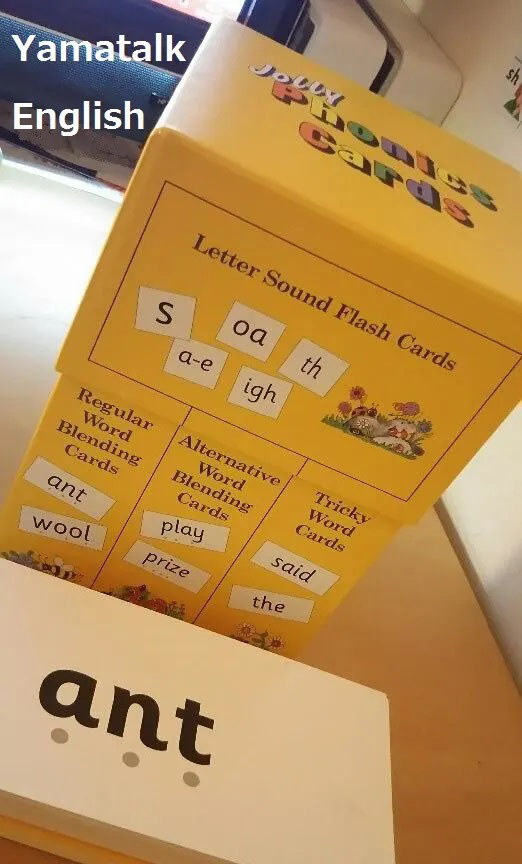 Yamatalk
English
Jolly
Phonics
Cards
sh
Letter Sound Flash Cards
s
oa
th
a-e
igh
Regular
Word
Blending
Cards
ant
wool
Alternative
Word
Blending
Cards
play
prize
Tricky
Word
Cards
said
the
ant